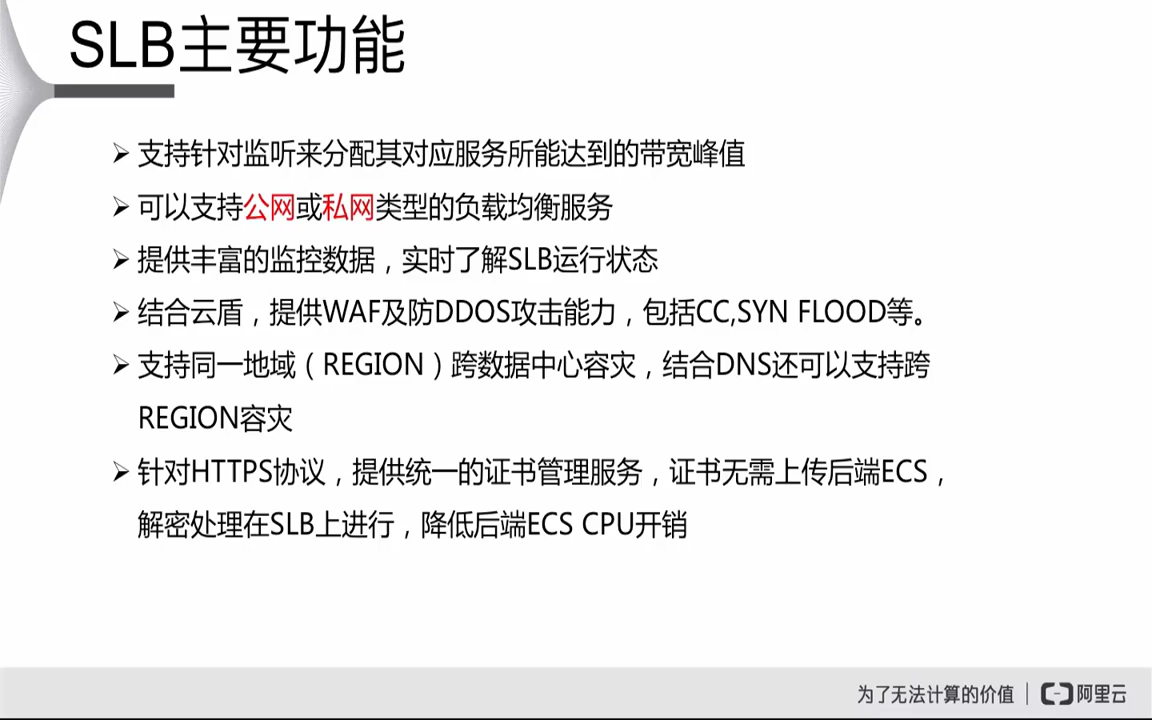 SLB主要功能
支持针对监听来分配其对应服务所能达到的带宽峰值
可以支持公网或私网类型的负载均衡服务
提供丰富的监控数据，实时了解SLB运行状态
结合云盾，提供WAF及防DDOS攻击能力，包括CC,SYN FLOOD等。
支持同一地域（REGION）跨数据中心容灾，结合DNS还可以支持跨
REGION容灾
针对HTTPS协议，提供统一的证书管理服务，证书无需上传后端ECS，
解密处理在SLB上进行，降低后端ECS CPU开销
为了无法计算的价值 | 阿里云